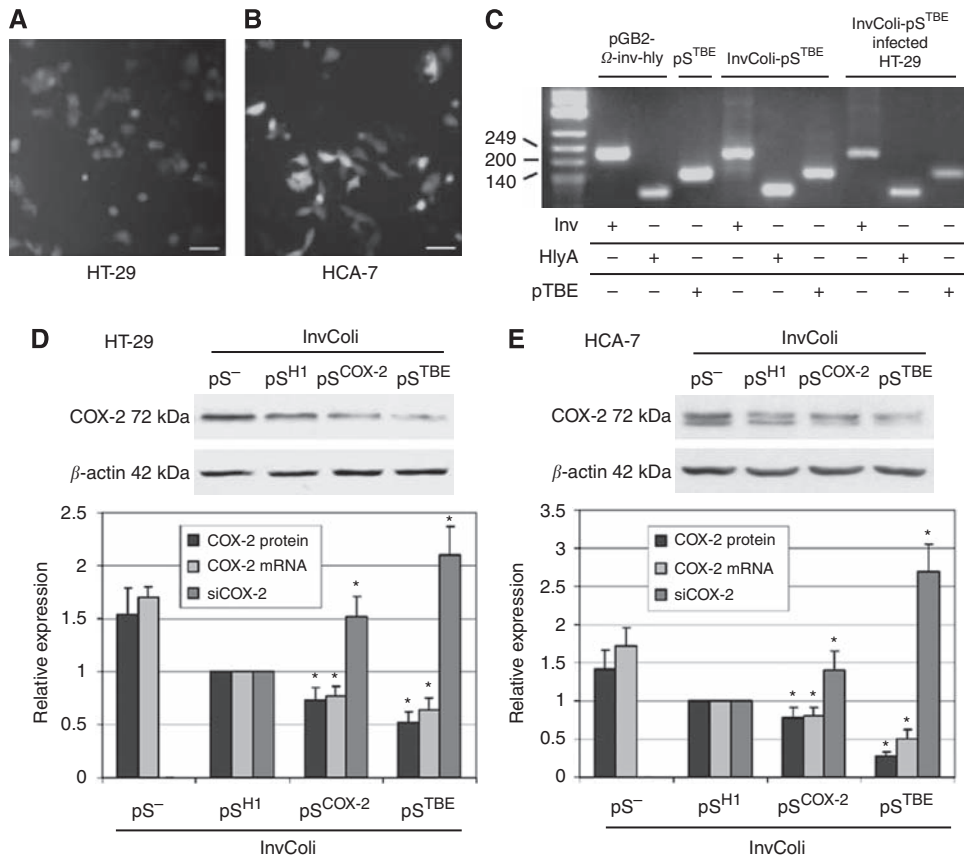 A
B
HT-29
HCA-7
C
pGB2-
Ω-inv-hly
pS^TBE
InvColi-pS^TBE
InvColi-pS^TBE
infected
HT-29
249
200
140
Inv + – – + – – + – –
HlyA – + – – + – – + –
pTBE – – + – – + – – +
D
HT-29
InvColi
pS^– pS^H1 pS^COX-2 pS^TBE
COX-2 72 kDa
β-actin 42 kDa
Relative expression
2.5
2
1.5
1
0.5
0
COX-2 protein
COX-2 mRNA
siCOX-2
* * *
* * *
pS^– pS^H1 pS^COX-2 pS^TBE
InvColi
E
HCA-7
InvColi
pS^– pS^H1 pS^COX-2 pS^TBE
COX-2 72 kDa
β-actin 42 kDa
Relative expression
3.5
3
2.5
2
1.5
1
0.5
0
COX-2 protein
COX-2 mRNA
siCOX-2
* * *
* * *
pS^– pS^H1 pS^COX-2 pS^TBE
InvColi